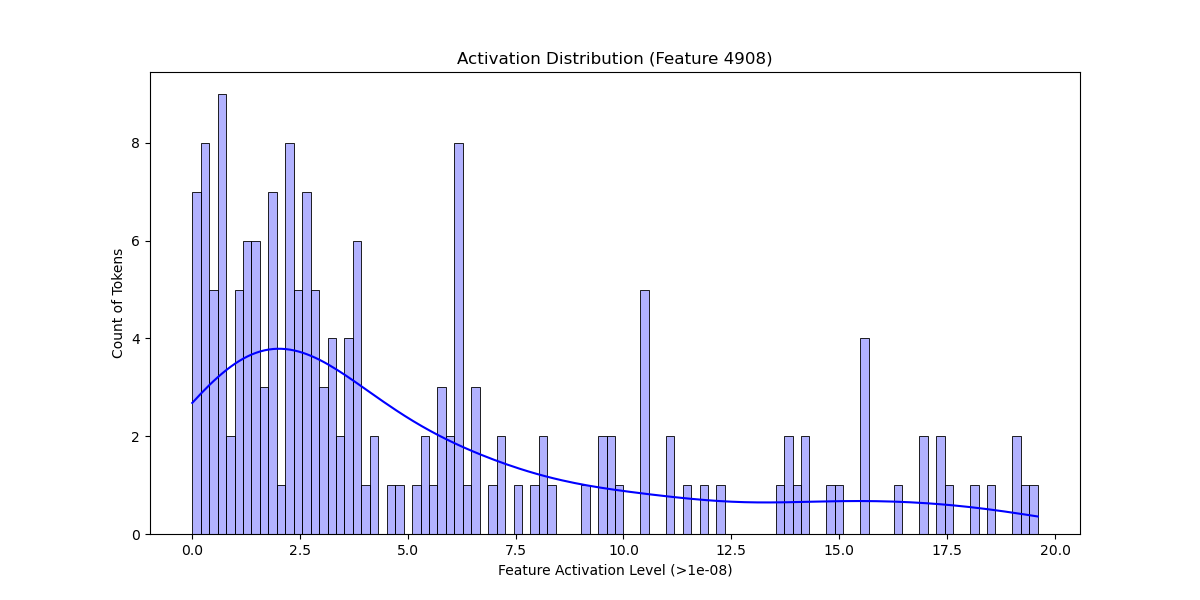 Activation Distribution (Feature 4908)
Count of Tokens
8
6
4
2
0
0.0 2.5 5.0 7.5 10.0 12.5 15.0 17.5 20.0
Feature Activation Level (>1e-08)